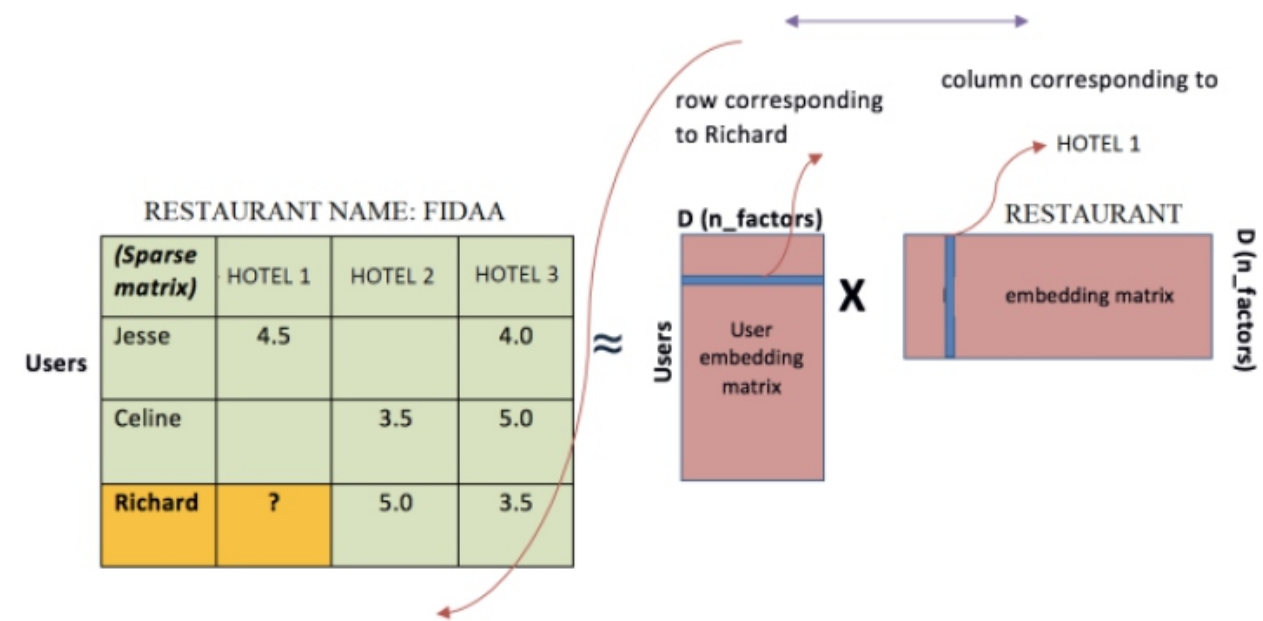 row corresponding
to Richard
column corresponding to
HOTEL 1
RESTAURANT NAME: FIDAA
(Sparse
matrix)
HOTEL 1
HOTEL 2
HOTEL 3
Users
Jesse
4.5
4.0
Celine
3.5
5.0
Richard
?
5.0
3.5
≈
D (n_factors)
Users
User
embedding
matrix
X
RESTAURANT
embedding matrix
D (n_factors)